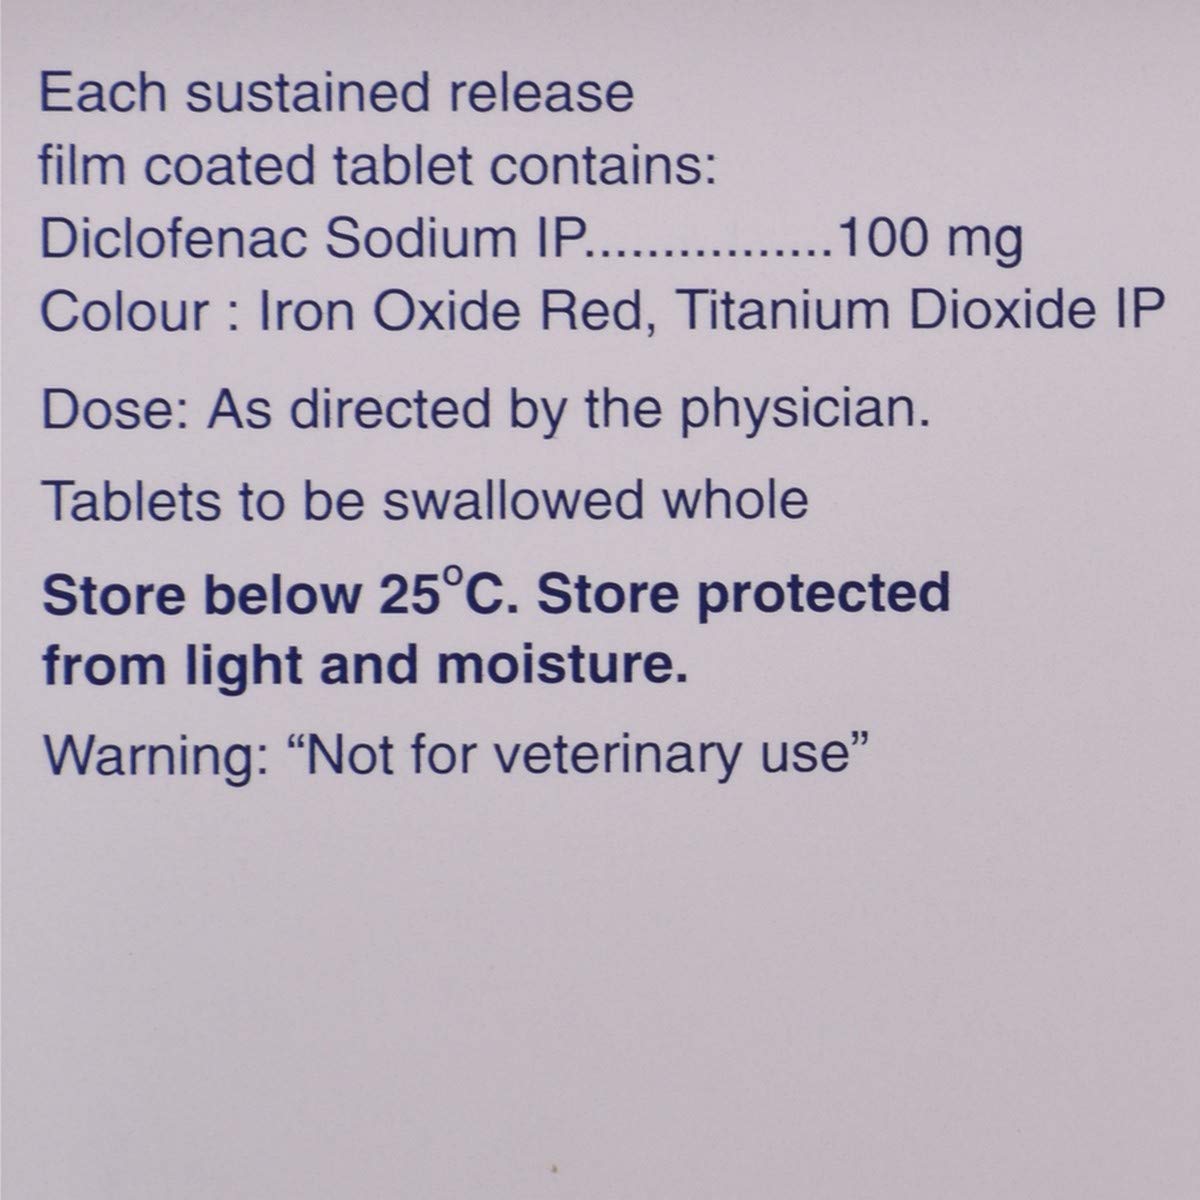 Each sustained release
film coated tablet contains:
Diclofenac Sodium IP................100 mg
Colour : Iron Oxide Red, Titanium Dioxide IP
Dose: As directed by the physician.
Tablets to be swallowed whole
Store below 25°C. Store protected
from light and moisture.
Warning: “Not for veterinary use”